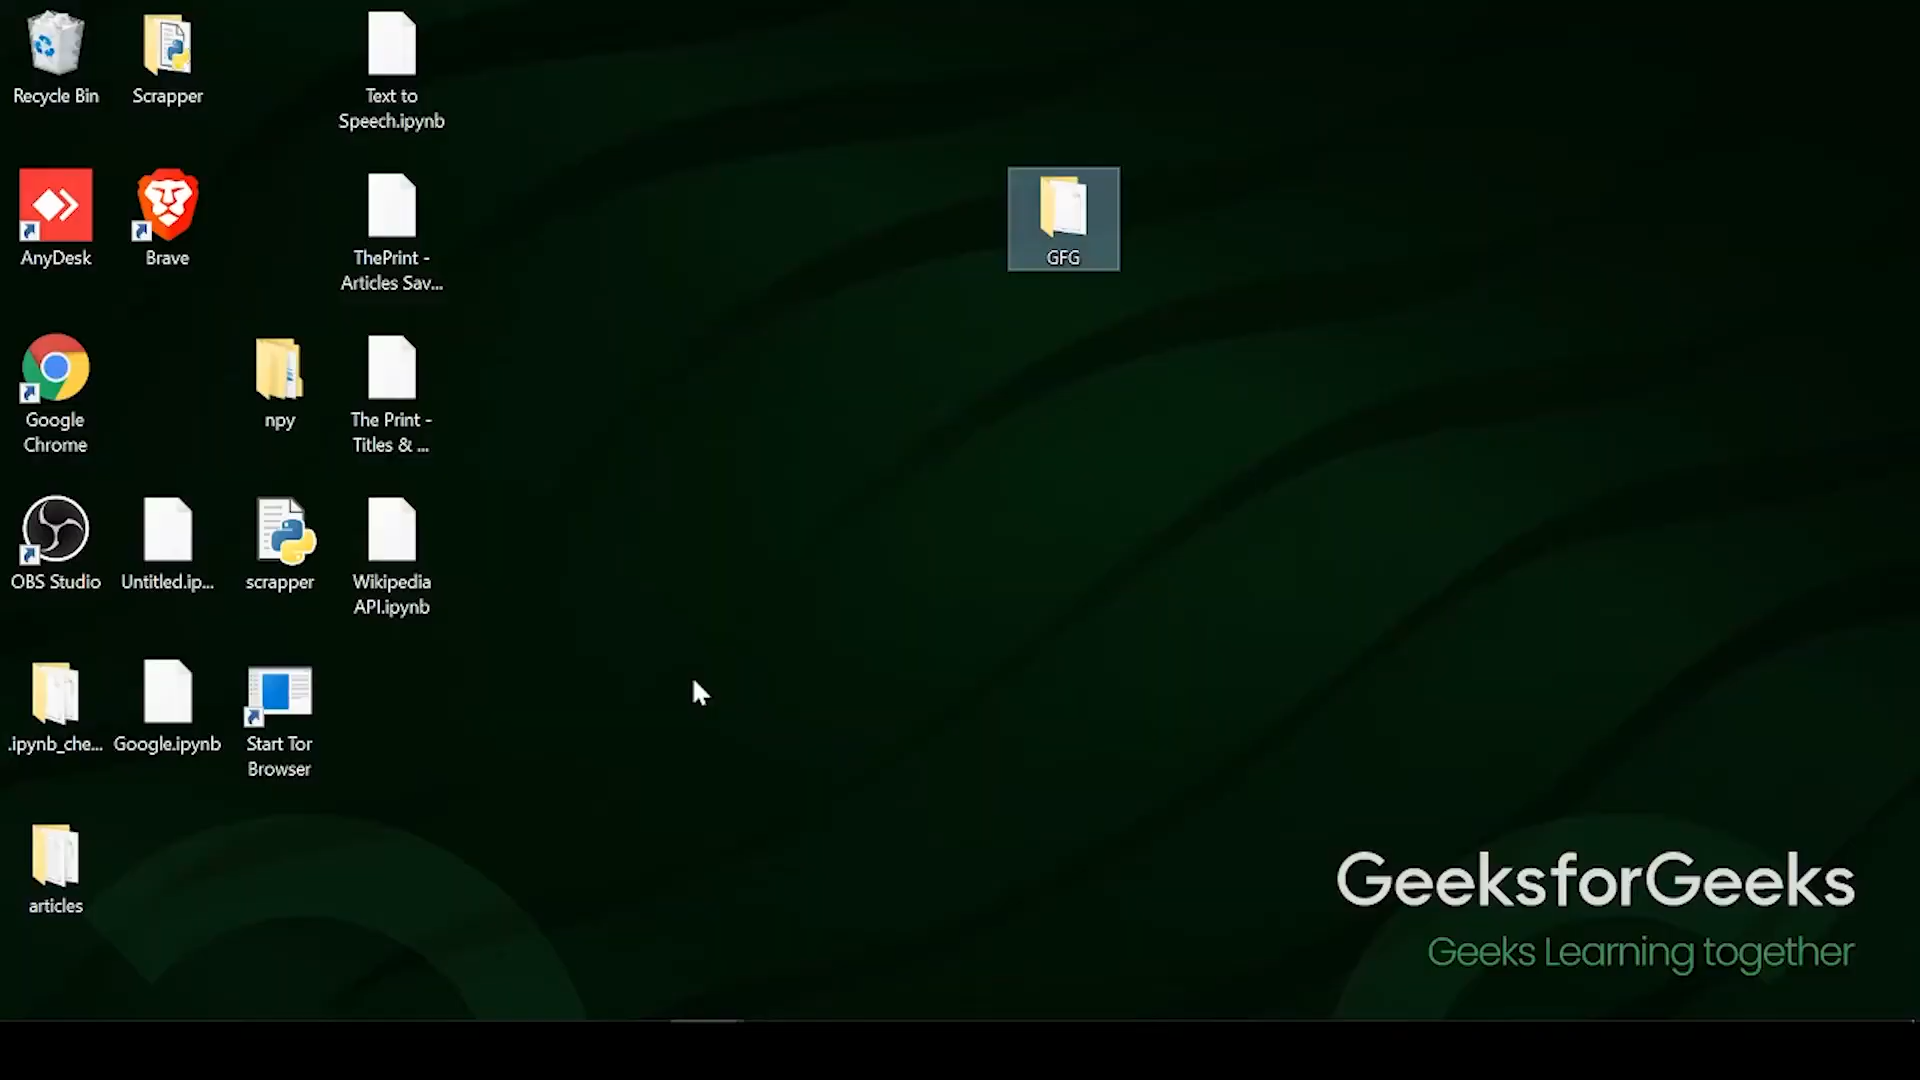 Recycle Bin
Scrapper
Text to
Speech.ipynb
AnyDesk
Brave
ThePrint -
Articles Sav...
GFG
Google
Chrome
npy
The Print -
Titles & ...
OBS Studio
Untitled.ip...
scrapper
Wikipedia
API.ipynb
.ipynb_che...
Google.ipynb
Start Tor
Browser
articles
GeeksforGeeks
Geeks Learning together